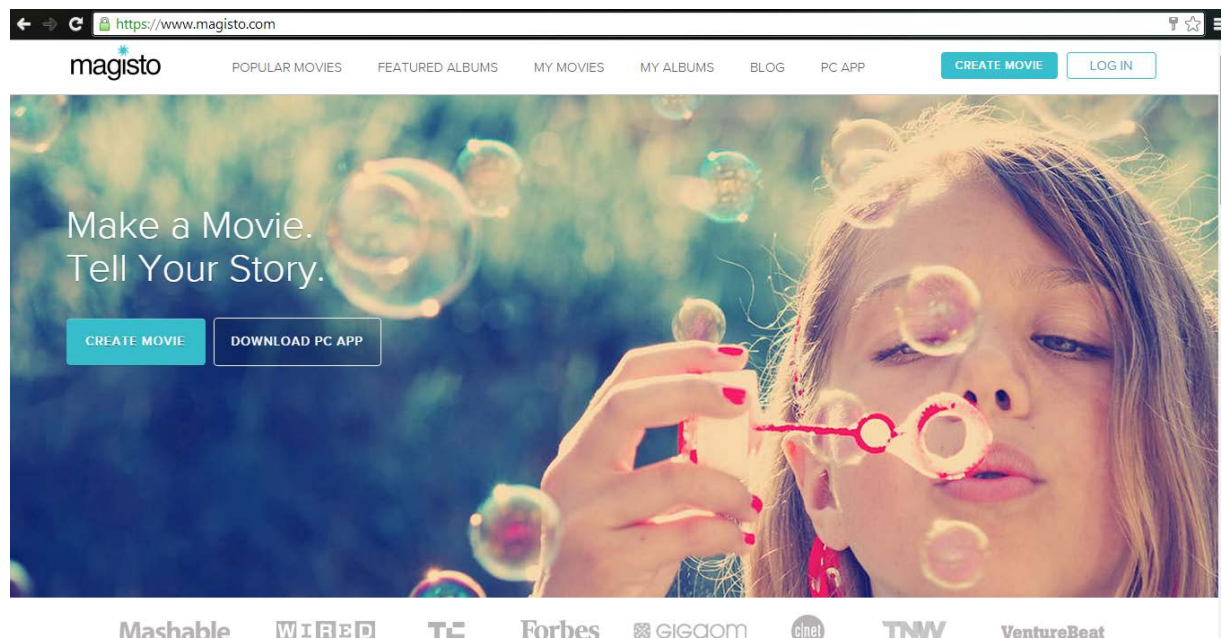 https://www.magisto.com
magisto
POPULAR MOVIES FEATURED ALBUMS MY MOVIES MY ALBUMS BLOG PC APP CREATE MOVIE LOG IN
Make a Movie.
Tell Your Story.
CREATE MOVIE DOWNLOAD PC APP
Mashable WIRED TC Forbes GIGAOM c|net TNW VentureBeat